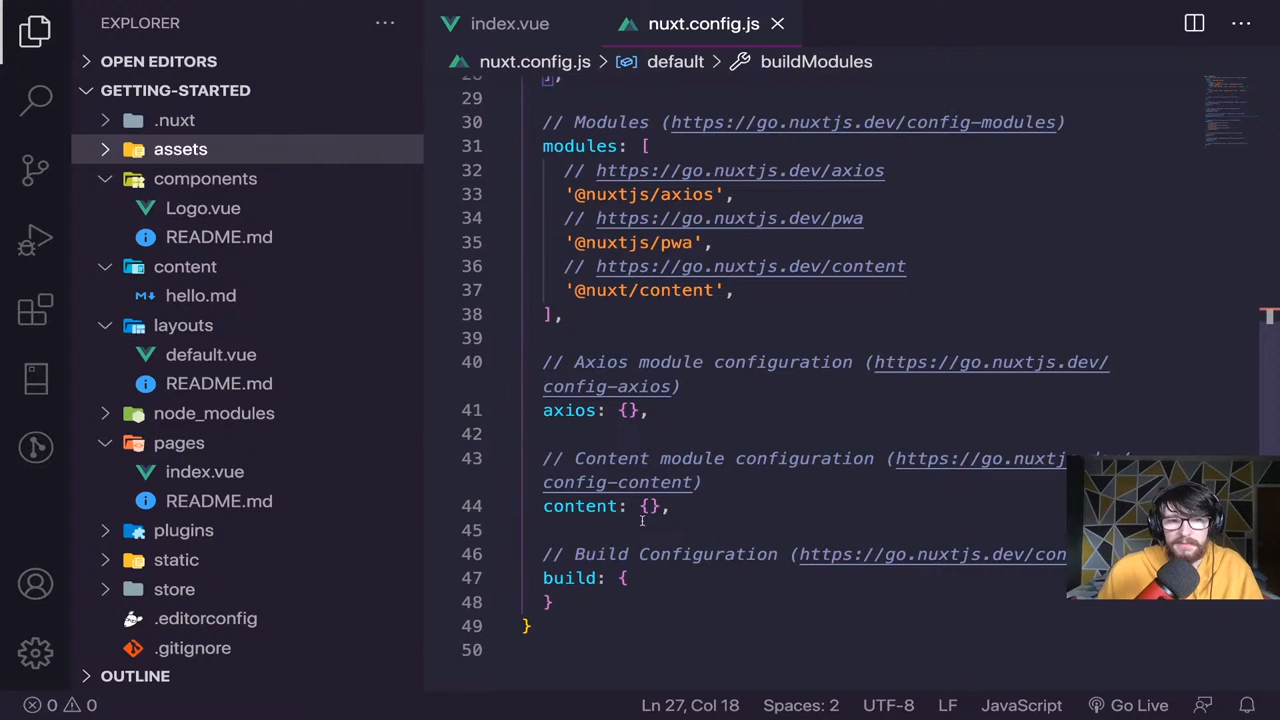 EXPLORER
OPEN EDITORS
GETTING-STARTED
.nuxt
assets
components
Logo.vue
README.md
content
hello.md
layouts
default.vue
README.md
node_modules
pages
index.vue
README.md
plugins
static
store
.editorconfig
.gitignore
OUTLINE
index.vue
nuxt.config.js
nuxt.config.js > default > buildModules
28 ],
29
30 // Modules (https://go.nuxtjs.dev/config-modules)
31 modules: [
32 // https://go.nuxtjs.dev/axios
33 '@nuxtjs/axios',
34 // https://go.nuxtjs.dev/pwa
35 '@nuxtjs/pwa',
36 // https://go.nuxtjs.dev/content
37 '@nuxt/content',
38 ],
39
40 // Axios module configuration (https://go.nuxtjs.dev/
config-axios)
41 axios: {},
42
43 // Content module configuration (https://go.nuxtj
config-content)
44 content: {},
45
46 // Build Configuration (https://go.nuxtjs.dev/con
47 build: {
48 }
49 }
50
0 0 Ln 27, Col 18 Spaces: 2 UTF-8 LF JavaScript Go Live